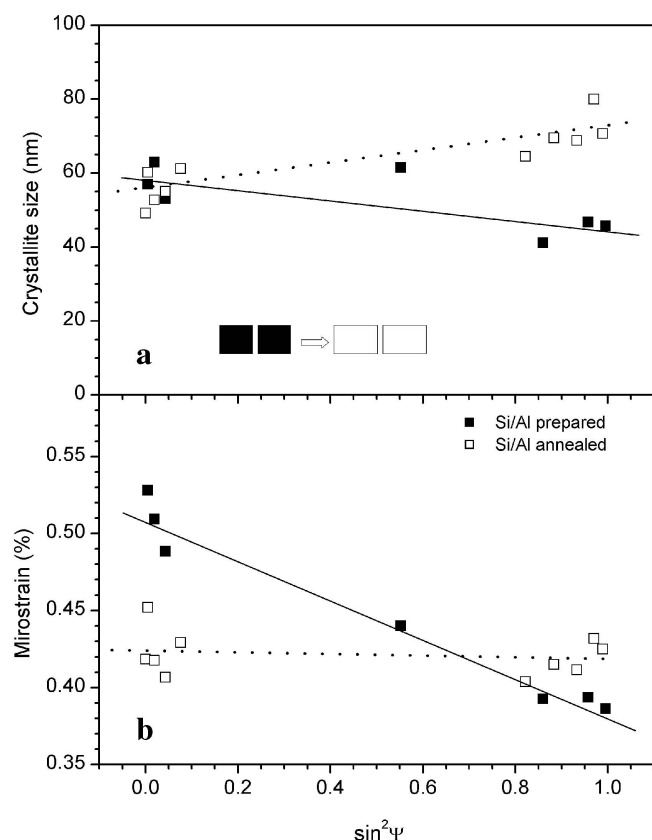 100
80
60
40
20
0
Crystallite size (nm)
a
Si/Al prepared
Si/Al annealed
0.55
0.50
0.45
0.40
0.35
Mirostrain (%)
b
0.0 0.2 0.4 0.6 0.8 1.0
sin²Ψ